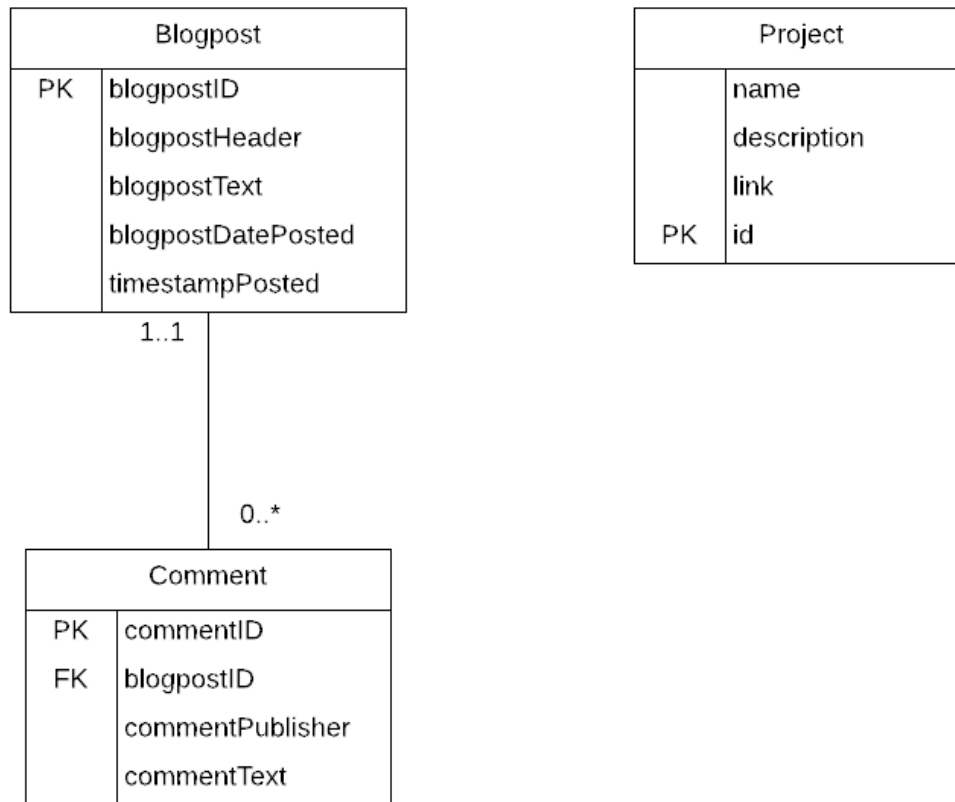 Blogpost
PK blogpostID
blogpostHeader
blogpostText
blogpostDatePosted
timestampPosted
1..1
0..*
Comment
PK commentID
FK blogpostID
commentPublisher
commentText
Project
name
description
link
PK id